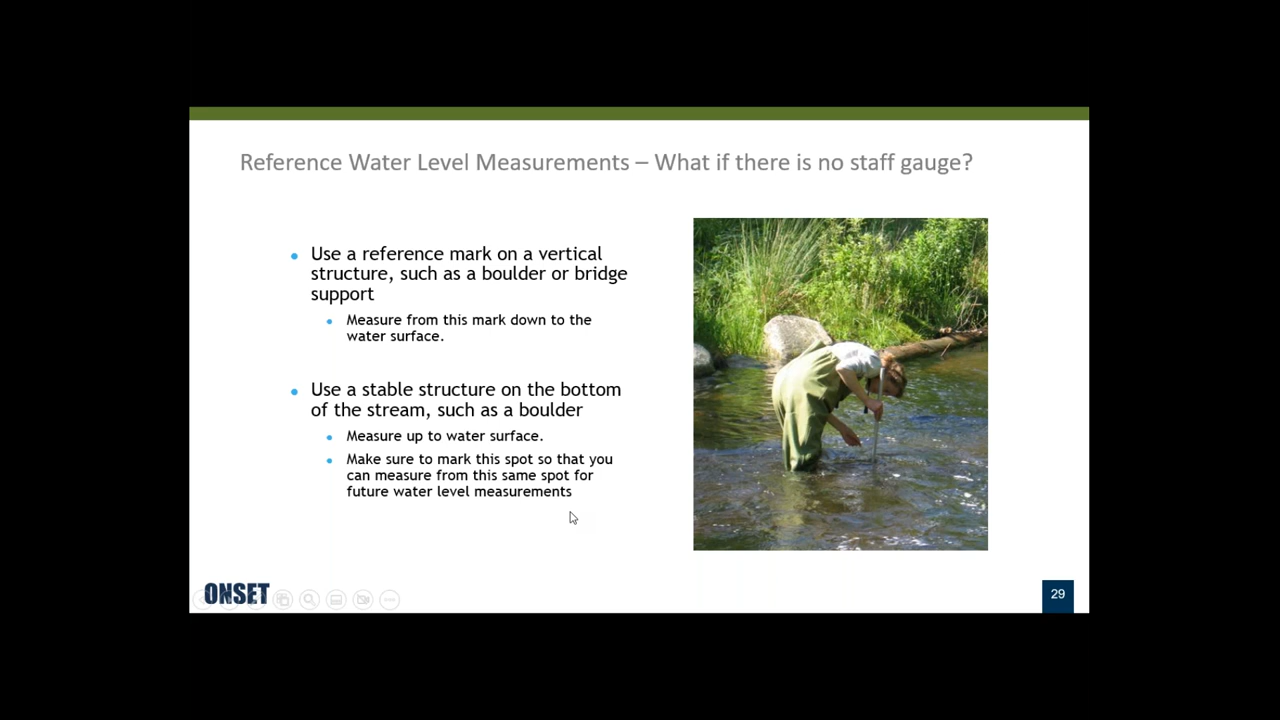 Reference Water Level Measurements – What if there is no staff gauge?
Use a reference mark on a vertical
structure, such as a boulder or bridge
support
Measure from this mark down to the
water surface.
Use a stable structure on the bottom
of the stream, such as a boulder
Measure up to water surface.
Make sure to mark this spot so that you
can measure from this same spot for
future water level measurements
ONSET
29